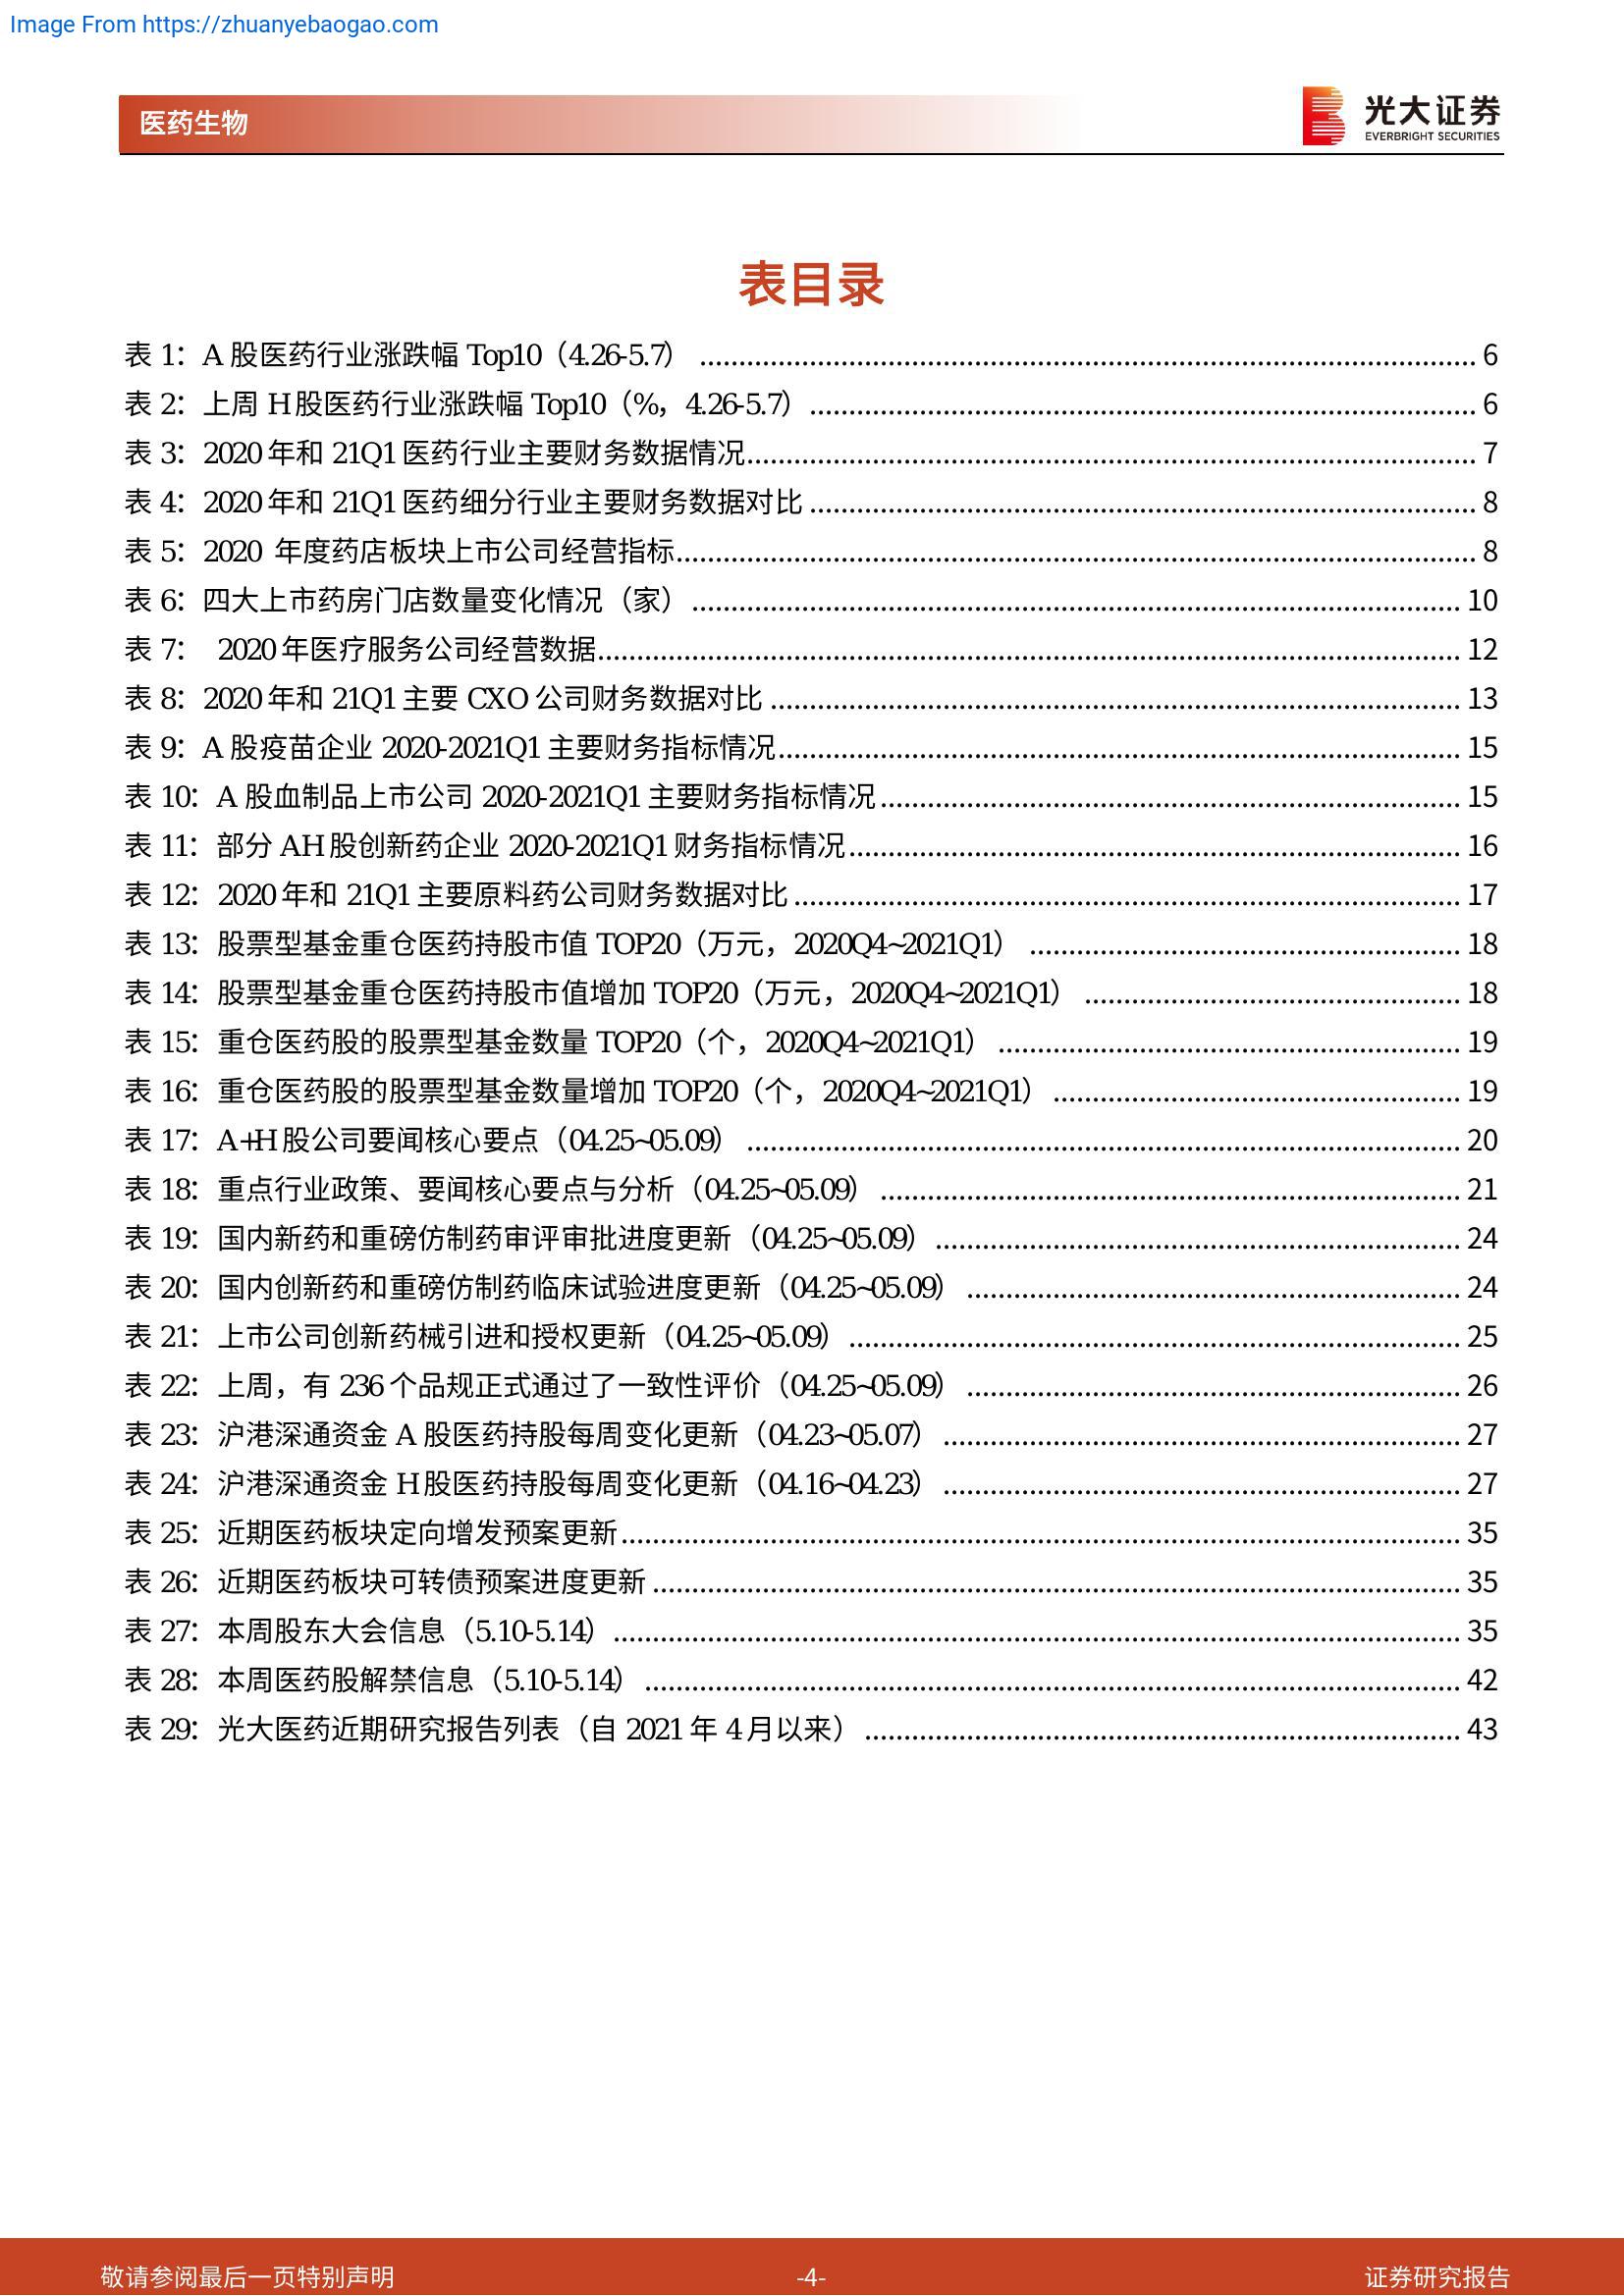 Image From https://zhuanyebaogao.com
医药生物
光大证券
EVERBRIGHT SECURITIES
表目录
表 1：A 股医药行业涨跌幅 Top10（4.26-5.7） 6
表 2：上周 H 股医药行业涨跌幅 Top10（%，4.26-5.7） 6
表 3：2020 年和 21Q1 医药行业主要财务数据情况 7
表 4：2020 年和 21Q1 医药细分行业主要财务数据对比 8
表 5：2020 年度药店板块上市公司经营指标 8
表 6：四大上市药房门店数量变化情况（家） 10
表 7： 2020 年医疗服务公司经营数据 12
表 8：2020 年和 21Q1 主要 CXO 公司财务数据对比 13
表 9：A 股疫苗企业 2020-2021Q1 主要财务指标情况 15
表 10：A 股血制品上市公司 2020-2021Q1 主要财务指标情况 15
表 11：部分 AH 股创新药企业 2020-2021Q1 财务指标情况 16
表 12：2020 年和 21Q1 主要原料药公司财务数据对比 17
表 13：股票型基金重仓医药持股市值 TOP20（万元，2020Q4~2021Q1） 18
表 14：股票型基金重仓医药持股市值增加 TOP20（万元，2020Q4~2021Q1） 18
表 15：重仓医药股的股票型基金数量 TOP20（个，2020Q4~2021Q1） 19
表 16：重仓医药股的股票型基金数量增加 TOP20（个，2020Q4~2021Q1） 19
表 17：A+H 股公司要闻核心要点（04.25~05.09） 20
表 18：重点行业政策、要闻核心要点与分析（04.25~05.09） 21
表 19：国内新药和重磅仿制药审评审批进度更新（04.25~05.09） 24
表 20：国内创新药和重磅仿制药临床试验进度更新（04.25~05.09） 24
表 21：上市公司创新药械引进和授权更新（04.25~05.09） 25
表 22：上周，有 236 个品规正式通过了一致性评价（04.25~05.09） 26
表 23：沪港深通资金 A 股医药持股每周变化更新（04.23~05.07） 27
表 24：沪港深通资金 H 股医药持股每周变化更新（04.16~04.23） 27
表 25：近期医药板块定向增发预案更新 35
表 26：近期医药板块可转债预案进度更新 35
表 27：本周股东大会信息（5.10-5.14） 35
表 28：本周医药股解禁信息（5.10-5.14） 42
表 29：光大医药近期研究报告列表（自 2021 年 4 月以来） 43
敬请参阅最后一页特别声明 -4- 证券研究报告